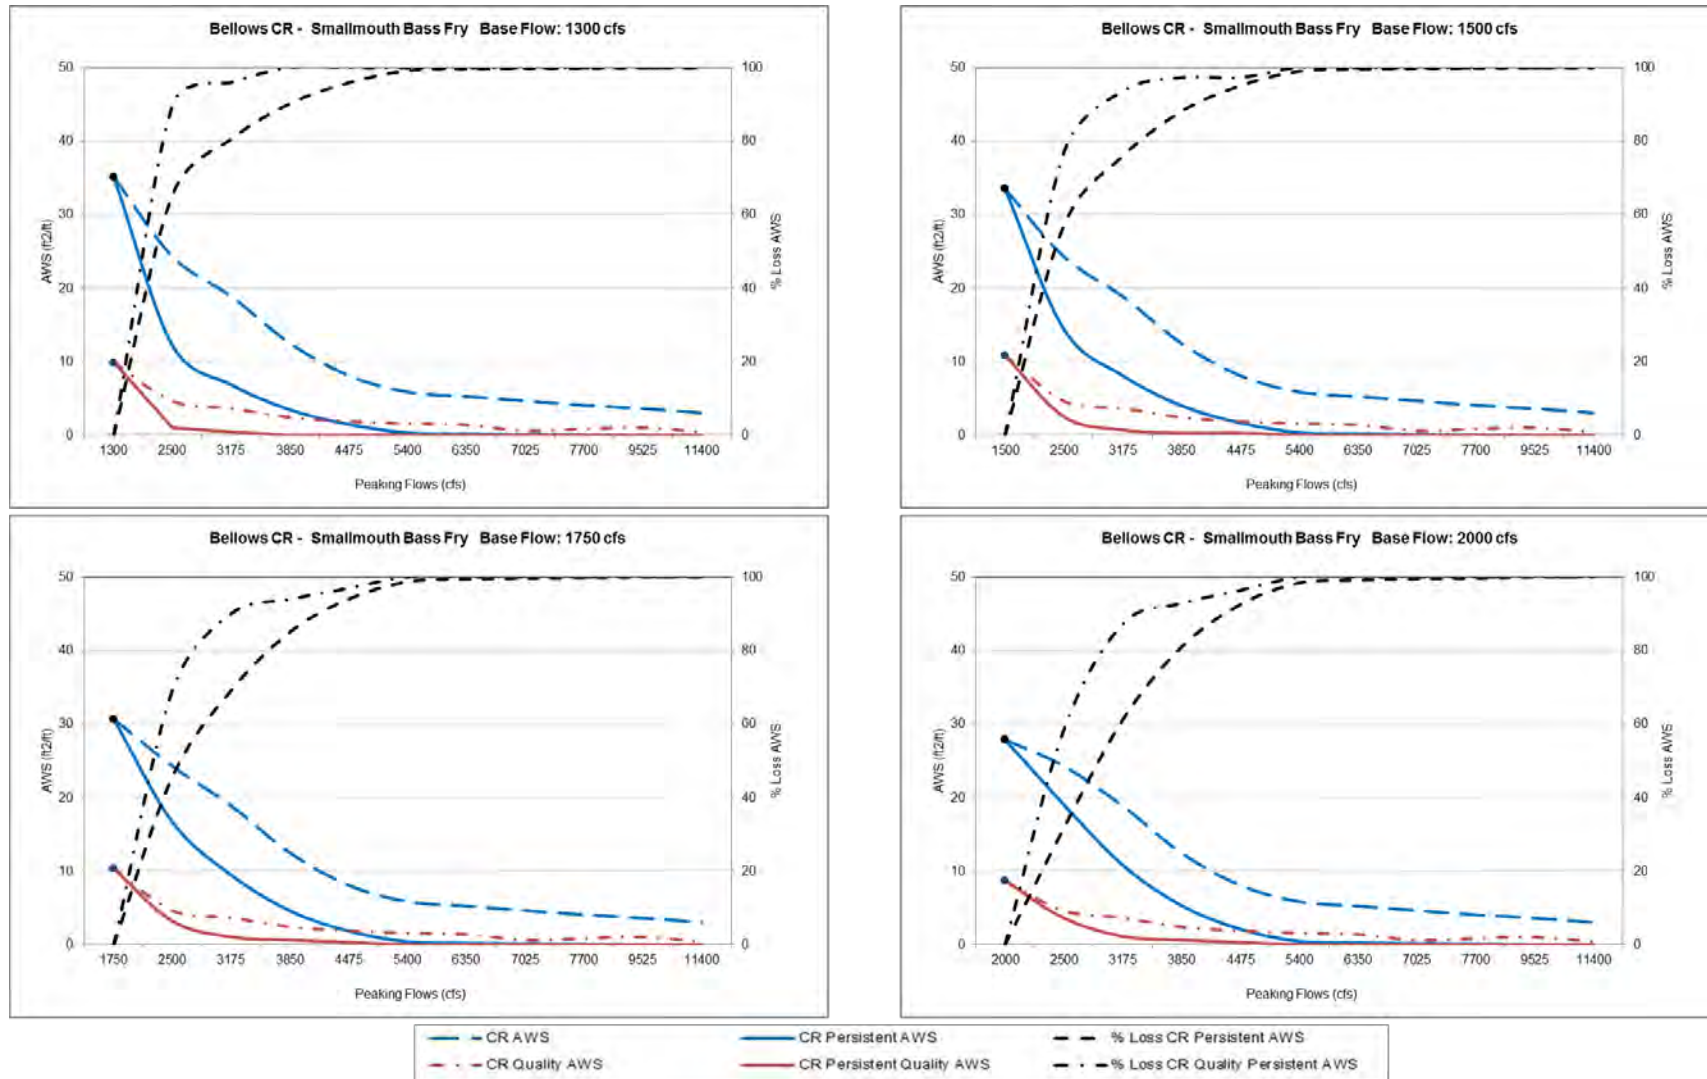 Bellows CR - Smallmouth Bass Fry Base Flow: 1300 cfs
50
40
30
20
10
0
AWS (ft2/ft)
100
80
60
40
20
0
% Loss AWS
1300 2500 3175 3850 4475 5400 6350 7025 7700 9525 11400
Peaking Flows (cfs)
Bellows CR - Smallmouth Bass Fry Base Flow: 1500 cfs
50
40
30
20
10
0
AWS (ft2/ft)
100
80
60
40
20
0
% Loss AWS
1500 2500 3175 3850 4475 5400 6350 7025 7700 9525 11400
Peaking Flows (cfs)
Bellows CR - Smallmouth Bass Fry Base Flow: 1750 cfs
50
40
30
20
10
0
AWS (ft2/ft)
100
80
60
40
20
0
% Loss AWS
1750 2500 3175 3850 4475 5400 6350 7025 7700 9525 11400
Peaking Flows (cfs)
Bellows CR - Smallmouth Bass Fry Base Flow: 2000 cfs
50
40
30
20
10
0
AWS (ft2/ft)
100
80
60
40
20
0
% Loss AWS
2000 2500 3175 3850 4475 5400 6350 7025 7700 9525 11400
Peaking Flows (cfs)
CR AWS CR Persistent AWS % Loss CR Persistent AWS
CR Quality AWS CR Persistent Quality AWS % Loss CR Quality Persistent AWS